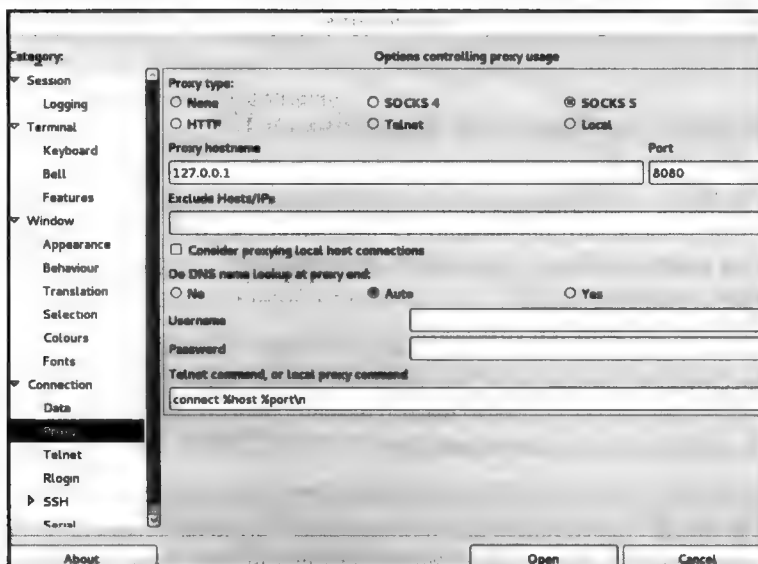 Category:
Options controlling proxy usage
Session
Logging
Terminal
Keyboard
Bell
Features
Window
Appearance
Behaviour
Translation
Selection
Colours
Fonts
Connection
Data
Proxy
Telnet
Rlogin
SSH
Serial
Proxy type:
None SOCKS 4 SOCKS 5
HTTP Telnet Local
Proxy hostname Port
127.0.0.1 8080
Exclude Hosts/IPs
Consider proxying local host connections
Do DNS name lookup at proxy end:
No Auto Yes
Username
Password
Telnet command, or local proxy command
connect %host %port\n
About Open Cancel